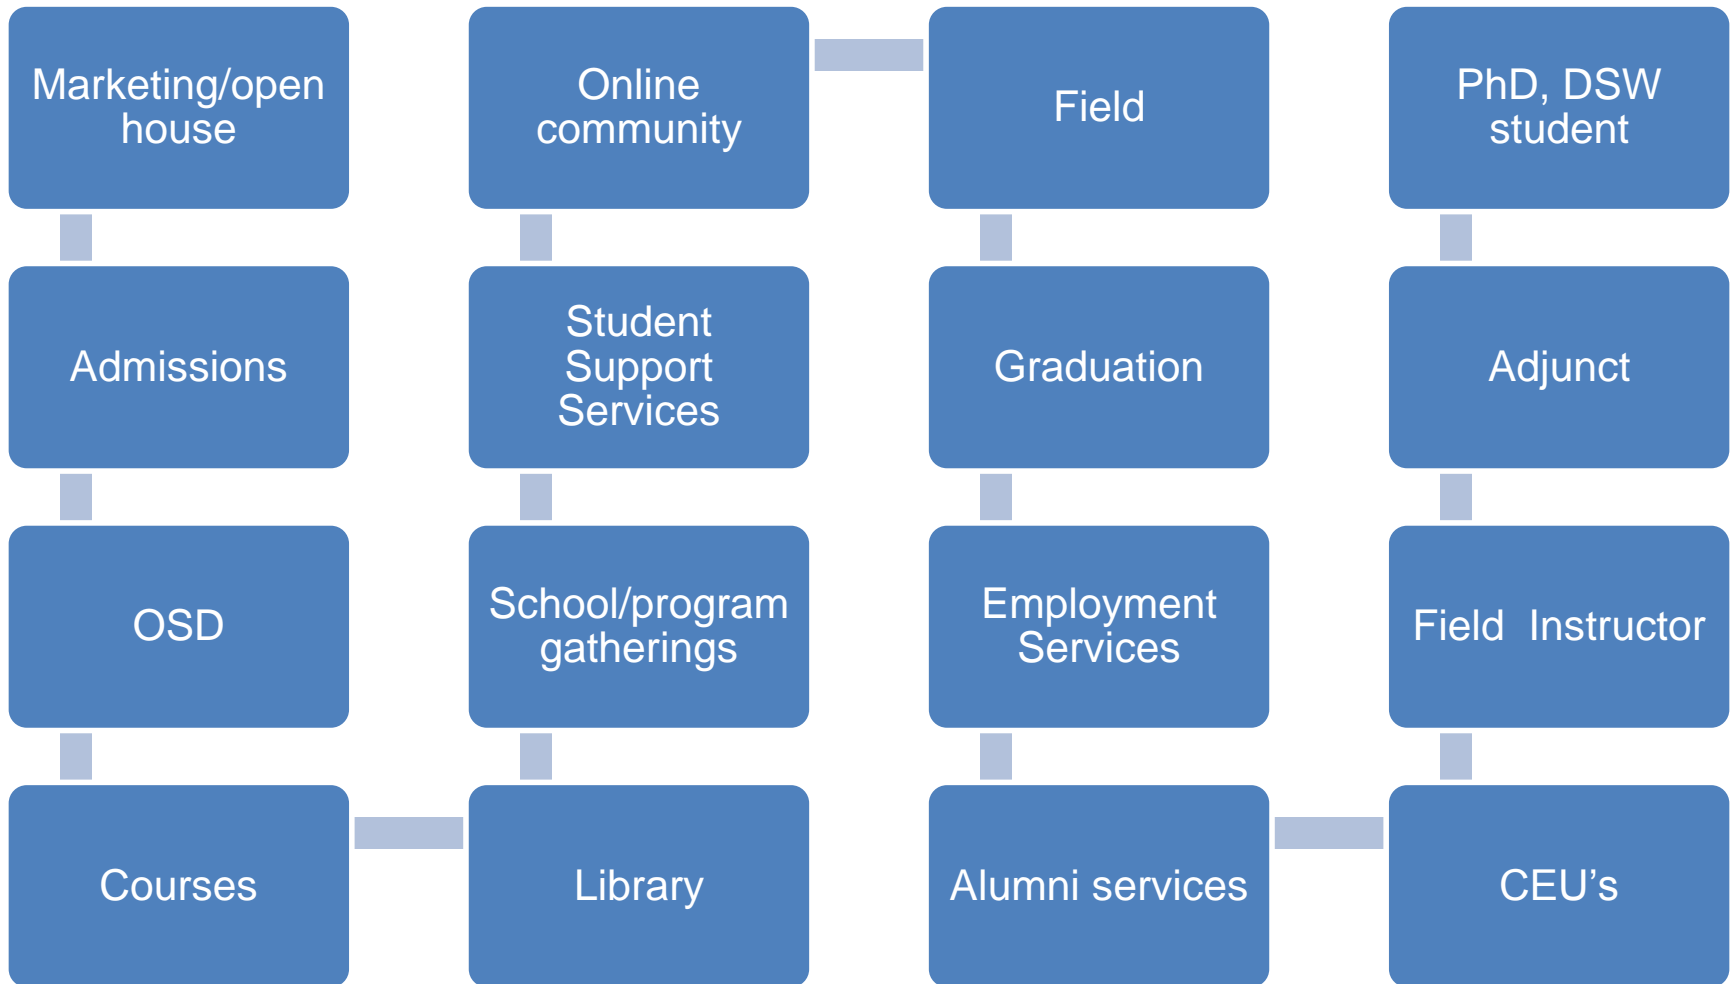 Marketing/open
house
Admissions
OSD
Courses
Library
School/program
gatherings
Student
Support
Services
Online
community
Field
Graduation
Employment
Services
Alumni services
CEU’s
Field  Instructor
Adjunct
PhD, DSW
student